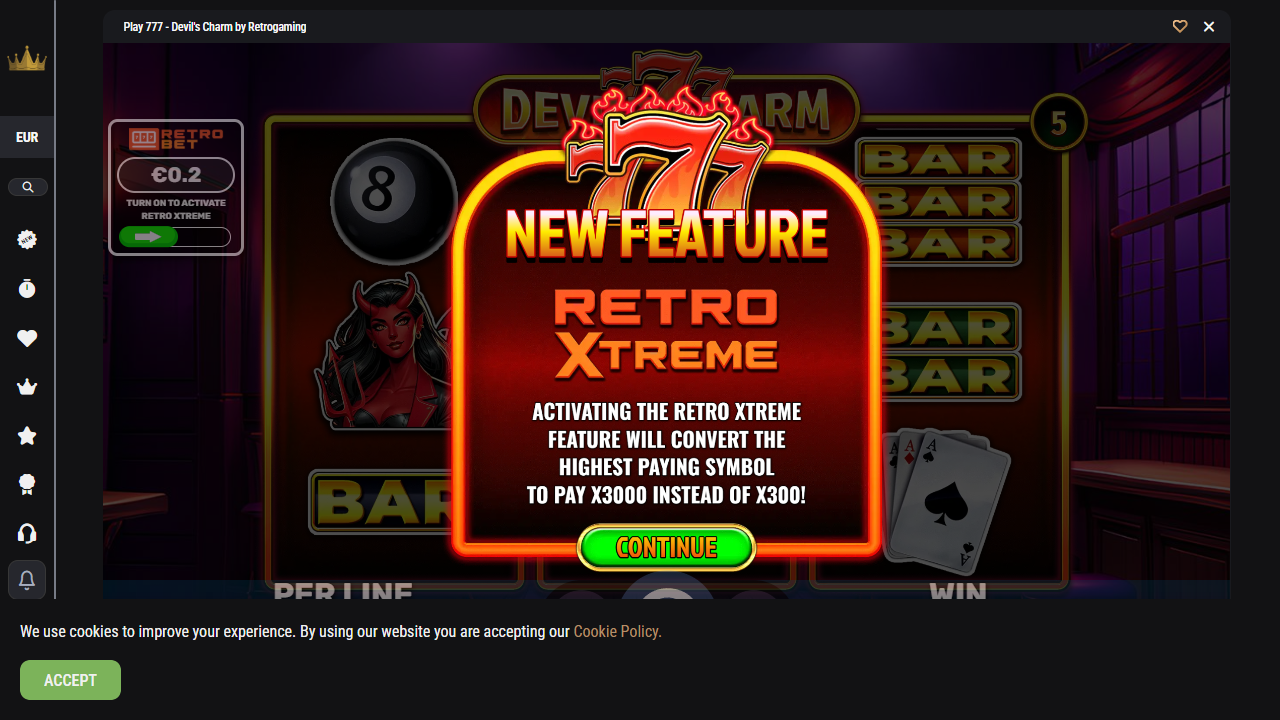 Play 777 - Devil's Charm by Retrogaming
EUR
NEW
RETRO
BET
€0.2
TURN ON TO ACTIVATE
RETRO XTREME
777
5
8
BAR
BAR
BAR
BAR
BAR
BAR
A
A
A
777
NEW FEATURE
RETRO
XTREME
ACTIVATING THE RETRO XTREME
FEATURE WILL CONVERT THE
HIGHEST PAYING SYMBOL
TO PAY X3000 INSTEAD OF X300!
CONTINUE
PER LINE
WIN
We use cookies to improve your experience. By using our website you are accepting our Cookie Policy.
ACCEPT